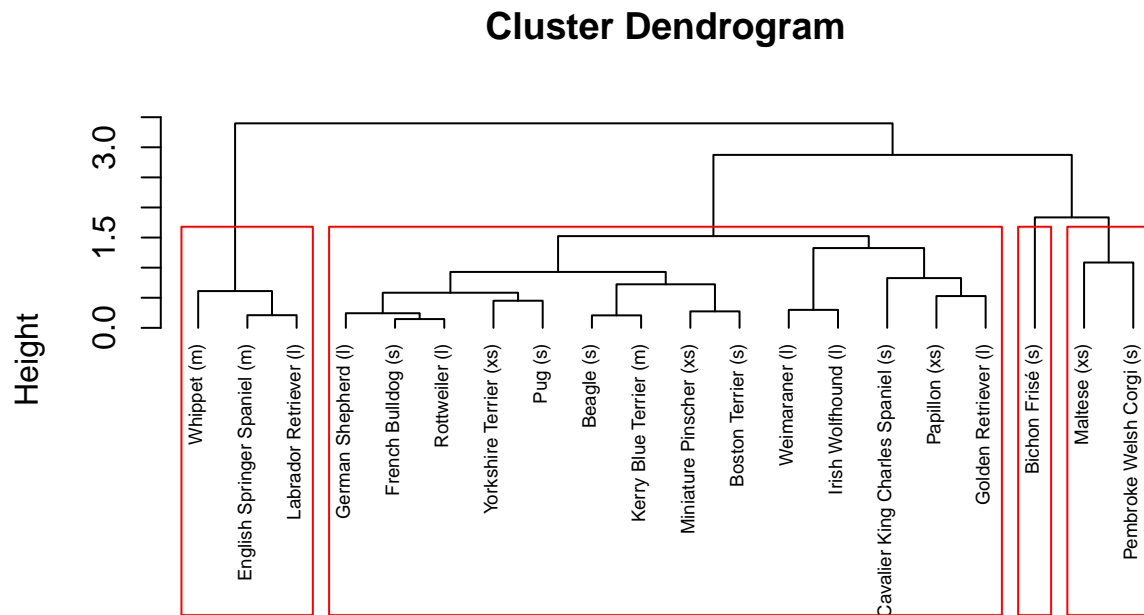 Cluster Dendrogram
Height
3.0
1.5
0.0
Whippet (m)
English Springer Spaniel (m)
Labrador Retriever (l)
German Shepherd (l)
French Bulldog (s)
Rottweiler (l)
Yorkshire Terrier (xs)
Pug (s)
Beagle (s)
Kerry Blue Terrier (m)
Miniature Pinscher (xs)
Boston Terrier (s)
Weimaraner (l)
Irish Wolfhound (l)
Cavalier King Charles Spaniel (s)
Papillon (xs)
Golden Retriever (l)
Bichon Frisé (s)
Maltese (xs)
Pembroke Welsh Corgi (s)